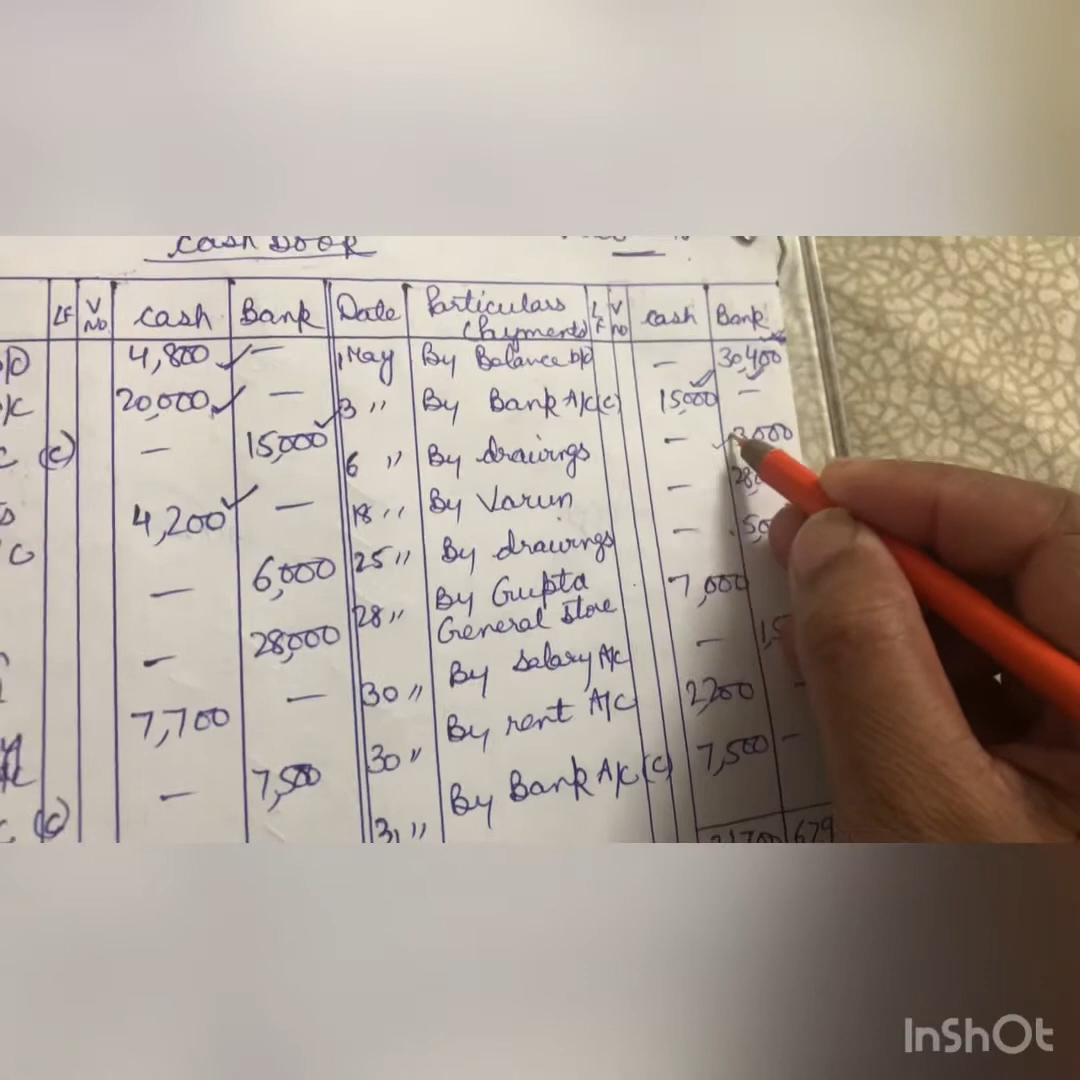 Cash Book
LF V No. Cash Bank Date Particulars (Payments) LF V no cash Bank
4,800 — 1 May By Balance b/d — 30,400
20,000 — 3 " By Bank A/c (C) 15,000 —
(c) — 15,000 6 " By drawings — 3,000
4,200 — 18 " By Varun —
— 6,000 25 " By drawings —
— 28,000 28 " By Gupta General Store 7,000
7,700 — 30 " By Salary A/c —
— 7,500 30 " By rent A/c 2,200 —
(c) 31 " By Bank A/c (C) 7,500 —
InShOt